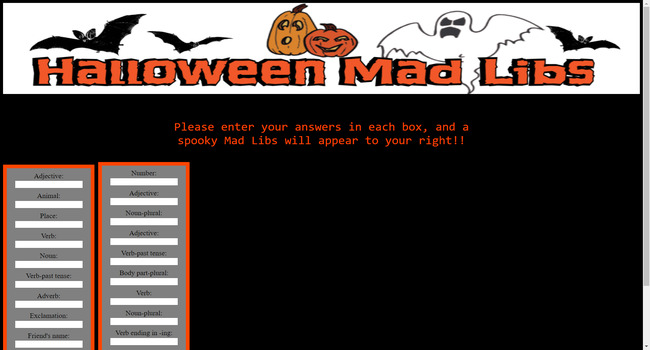 Halloween Mad Libs
Please enter your answers in each box, and a
spooky Mad Libs will appear to your right!!
Adjective:
Animal:
Place:
Verb:
Noun:
Verb-past tense:
Adverb:
Exclamation:
Friend's name:
Number:
Adjective:
Noun-plural:
Adjective:
Verb-past tense:
Body part-plural:
Verb:
Noun-plural:
Verb ending in -ing: